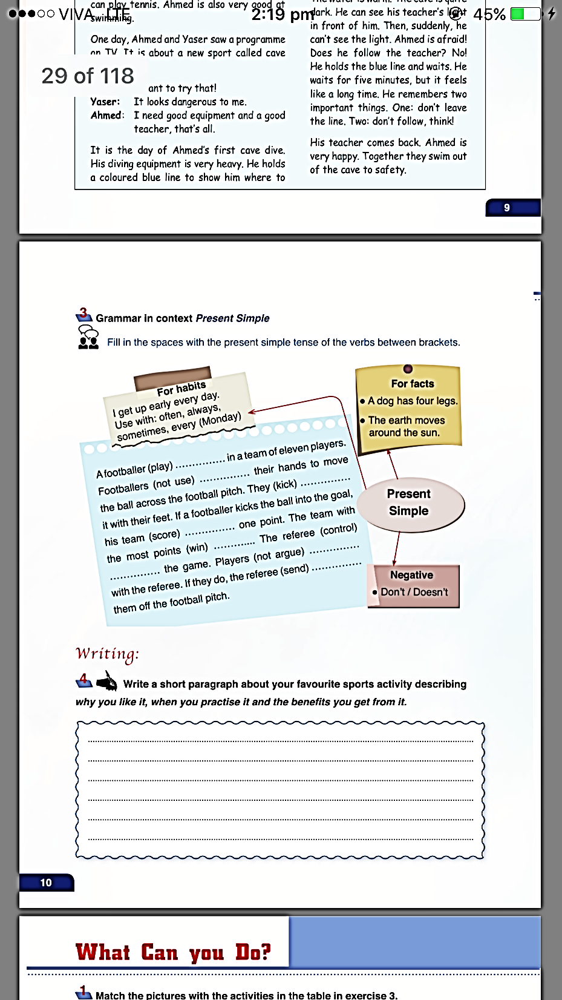 VIVA LTE 2:19 pm 45%
29 of 118
can play tennis. Ahmed is also very good at
swimming.
One day, Ahmed and Yaser saw a programme
on TV. It is about a new sport called cave
ant to try that!
Yaser: It looks dangerous to me.
Ahmed: I need good equipment and a good
teacher, that's all.
It is the day of Ahmed's first cave dive.
His diving equipment is very heavy. He holds
a coloured blue line to show him where to
The water is warm. The cave is quite
dark. He can see his teacher's light
in front of him. Then, suddenly, he
can't see the light. Ahmed is afraid!
Does he follow the teacher? No!
He holds the blue line and waits. He
waits for five minutes, but it feels
like a long time. He remembers two
important things. One: don't leave
the line. Two: don't follow, think!
His teacher comes back. Ahmed is
very happy. Together they swim out
of the cave to safety.
9
3 Grammar in context Present Simple
Fill in the spaces with the present simple tense of the verbs between brackets.
For habits
I get up early every day.
Use with: often, always,
sometimes, every (Monday)
For facts
• A dog has four legs.
• The earth moves
around the sun.
A footballer (play) ............... in a team of eleven players.
Footballers (not use) ............... their hands to move
the ball across the football pitch. They (kick) ...............
it with their feet. If a footballer kicks the ball into the goal,
his team (score) ............... one point. The team with
the most points (win) ............. The referee (control)
............... the game. Players (not argue) ...............
with the referee. If they do, the referee (send) ...............
them off the football pitch.
Present
Simple
Negative
• Don't / Doesn't
Writing:
4 Write a short paragraph about your favourite sports activity describing
why you like it, when you practise it and the benefits you get from it.
10
What Can you Do?
1 Match the pictures with the activities in the table in exercise 3.